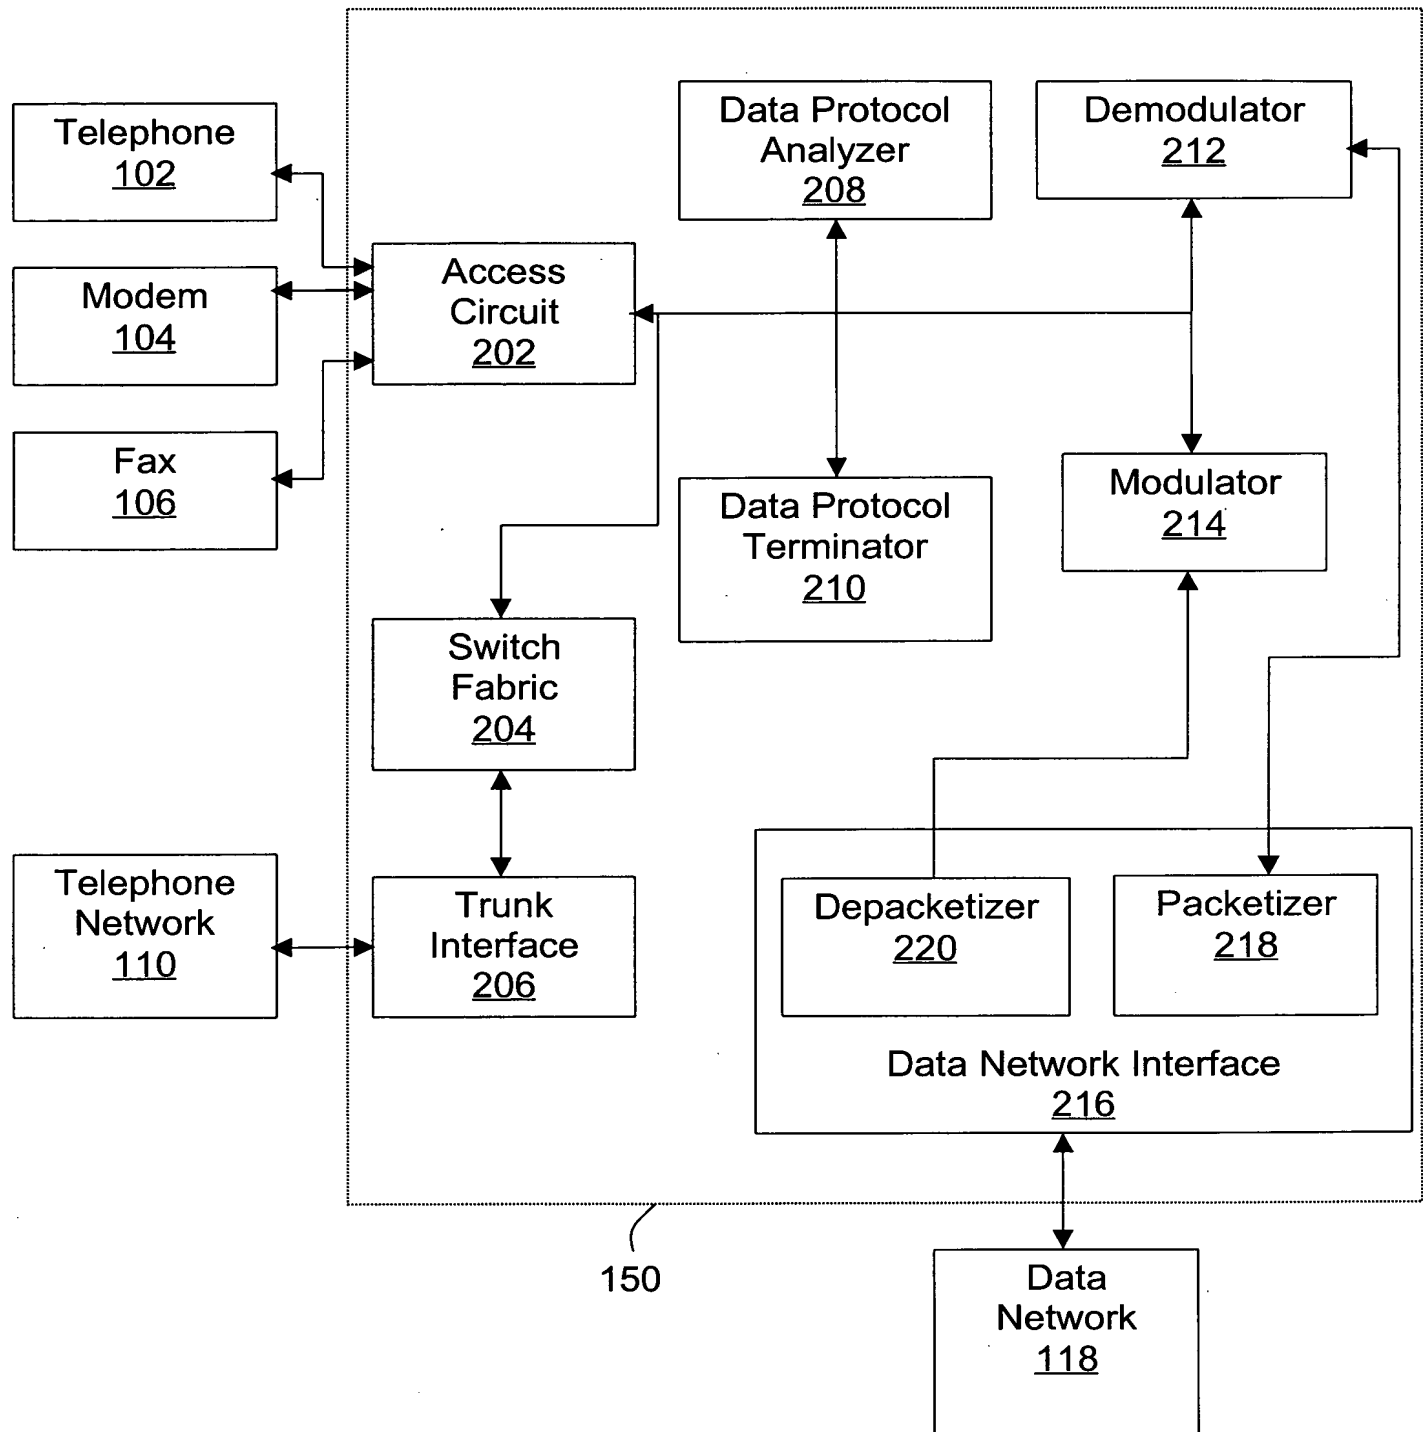 Telephone
102
Modem
104
Fax
106
Telephone
Network
110
Access
Circuit
202
Switch
Fabric
204
Trunk
Interface
206
Data Protocol
Analyzer
208
Data Protocol
Terminator
210
Demodulator
212
Modulator
214
Depacketizer
220
Packetizer
218
Data Network Interface
216
150
Data
Network
118